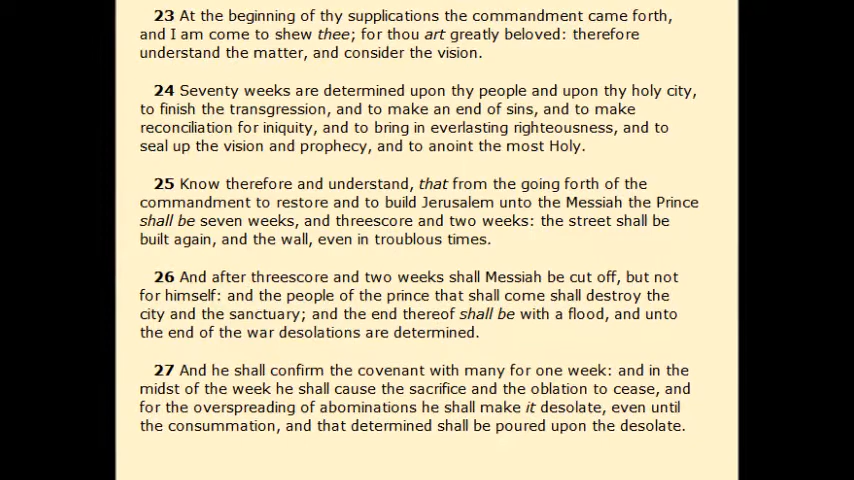 23 At the beginning of thy supplications the commandment came forth,
and I am come to shew thee; for thou art greatly beloved: therefore
understand the matter, and consider the vision.
24 Seventy weeks are determined upon thy people and upon thy holy city,
to finish the transgression, and to make an end of sins, and to make
reconciliation for iniquity, and to bring in everlasting righteousness, and to
seal up the vision and prophecy, and to anoint the most Holy.
25 Know therefore and understand, that from the going forth of the
commandment to restore and to build Jerusalem unto the Messiah the Prince
shall be seven weeks, and threescore and two weeks: the street shall be
built again, and the wall, even in troublous times.
26 And after threescore and two weeks shall Messiah be cut off, but not
for himself: and the people of the prince that shall come shall destroy the
city and the sanctuary; and the end thereof shall be with a flood, and unto
the end of the war desolations are determined.
27 And he shall confirm the covenant with many for one week: and in the
midst of the week he shall cause the sacrifice and the oblation to cease, and
for the overspreading of abominations he shall make it desolate, even until
the consummation, and that determined shall be poured upon the desolate.